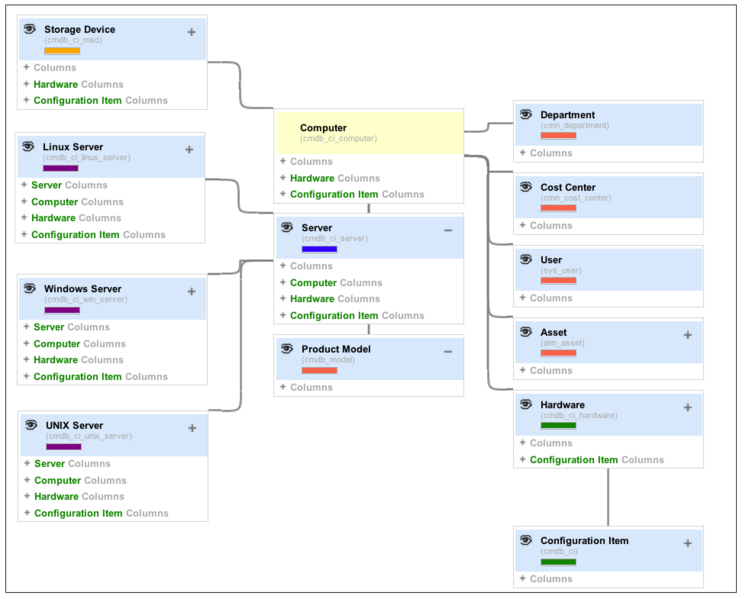 Storage Device
(cmdb_ci_msd)
+ Columns
+ Hardware Columns
+ Configuration Item Columns
Linux Server
(cmdb_ci_linux_server)
+ Server Columns
+ Computer Columns
+ Hardware Columns
+ Configuration Item Columns
Windows Server
(cmdb_ci_win_server)
+ Server Columns
+ Computer Columns
+ Hardware Columns
+ Configuration Item Columns
UNIX Server
(cmdb_ci_unix_server)
+ Server Columns
+ Computer Columns
+ Hardware Columns
+ Configuration Item Columns
Computer
(cmdb_ci_computer)
+ Columns
+ Hardware Columns
+ Configuration Item Columns
Server
(cmdb_ci_server)
+ Columns
+ Computer Columns
+ Hardware Columns
+ Configuration Item Columns
Product Model
(cmdb_model)
+ Columns
Department
(cmn_department)
+ Columns
Cost Center
(cmn_cost_center)
+ Columns
User
(sys_user)
+ Columns
Asset
(alm_asset)
+ Columns
Hardware
(cmdb_ci_hardware)
+ Columns
+ Configuration Item Columns
Configuration Item
(cmdb_ci)
+ Columns